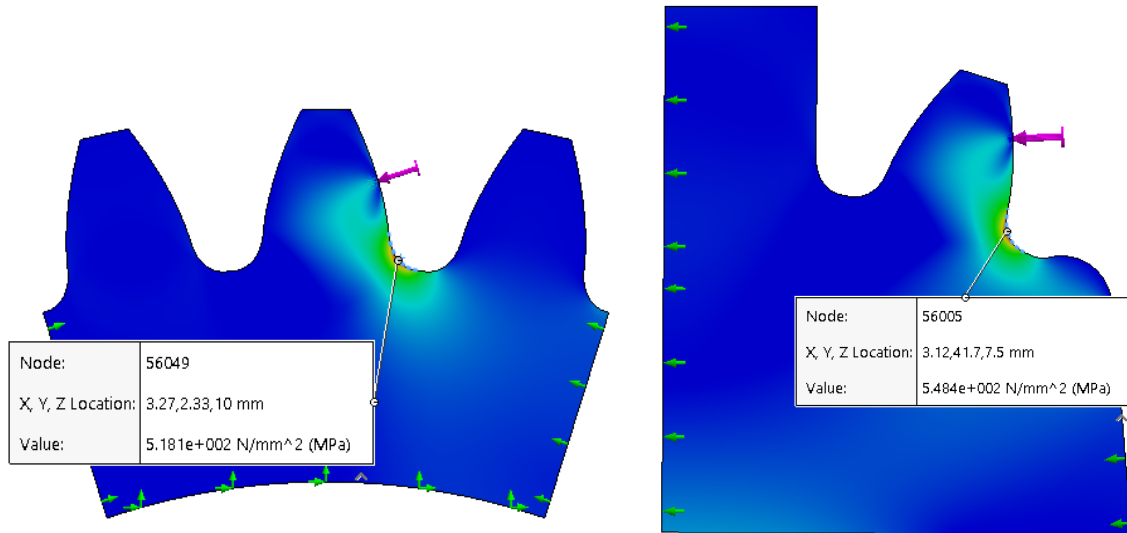 Node: 56049
X, Y, Z Location: 3.27,2.33,10 mm
Value: 5.181e+002 N/mm^2 (MPa)
Node: 56005
X, Y, Z Location: 3.12,41.7,7.5 mm
Value: 5.484e+002 N/mm^2 (MPa)